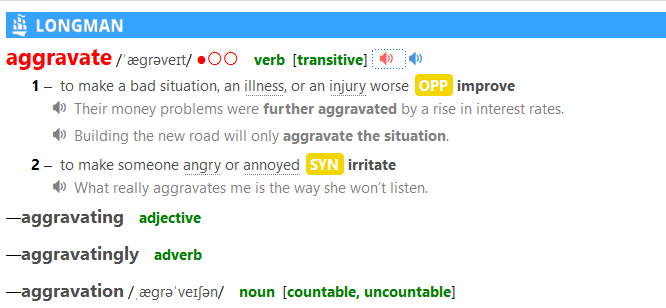 LONGMAN
aggravate /ˈæɡrəveɪt/ ●○○ verb [transitive]
1 – to make a bad situation, an illness, or an injury worse OPP improve
Their money problems were further aggravated by a rise in interest rates.
Building the new road will only aggravate the situation.
2 – to make someone angry or annoyed SYN irritate
What really aggravates me is the way she won’t listen.
—aggravating adjective
—aggravatingly adverb
—aggravation /ˌæɡrəˈveɪʃən/ noun [countable, uncountable]